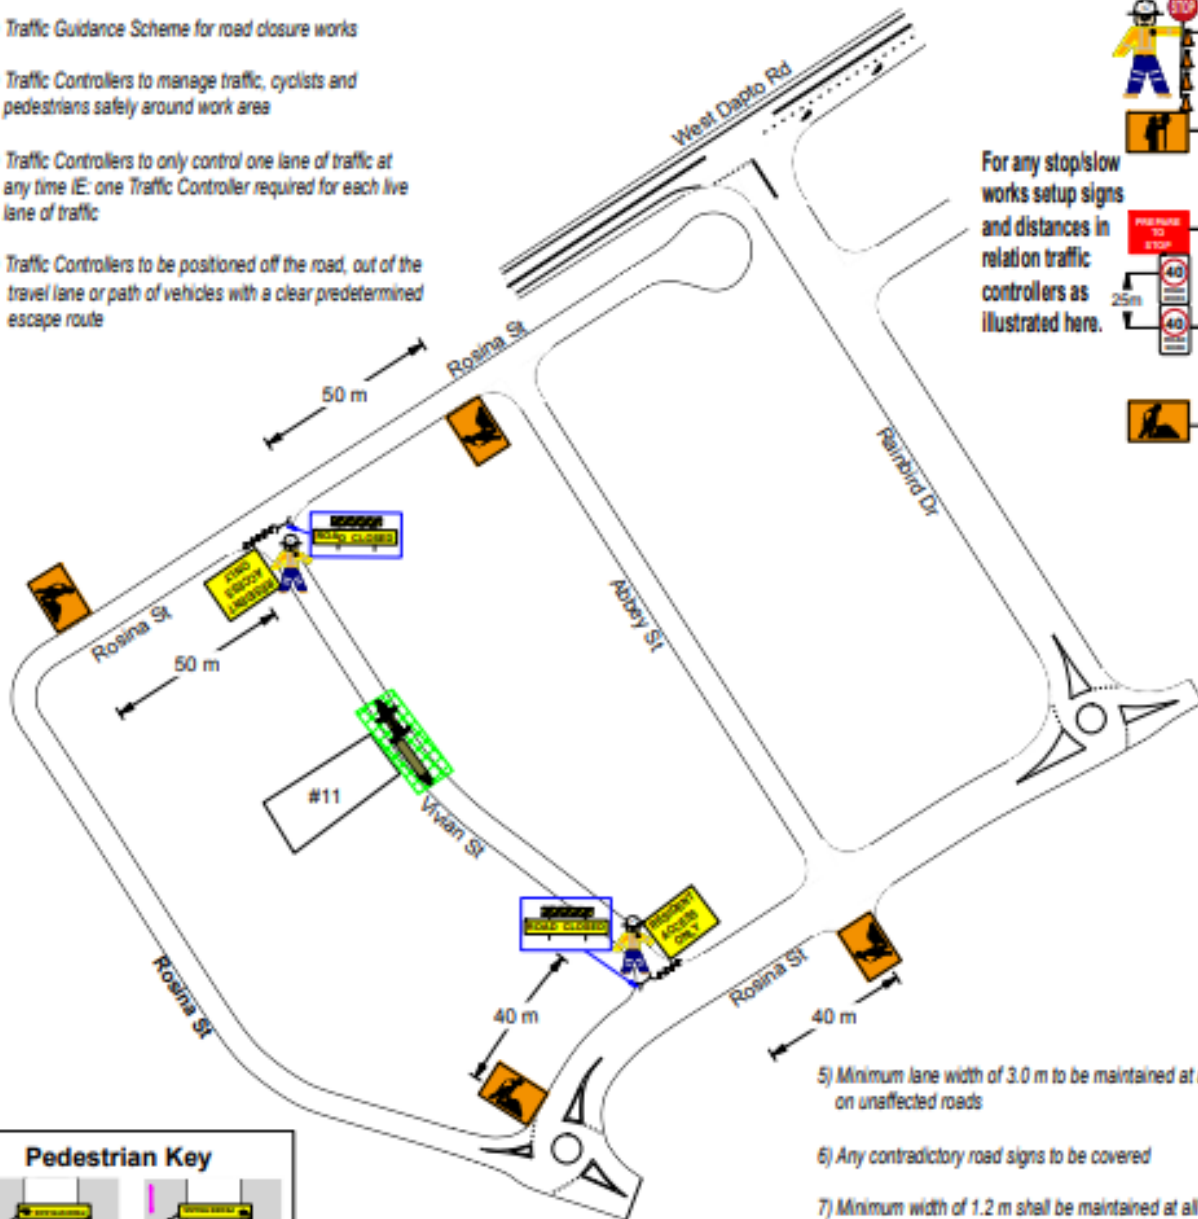 Traffic Guidance Scheme for road closure works
Traffic Controllers to manage traffic, cyclists and
pedestrians safely around work area
Traffic Controllers to only control one lane of traffic at
any time IE: one Traffic Controller required for each live
lane of traffic
Traffic Controllers to be positioned off the road, out of the
travel lane or path of vehicles with a clear predetermined
escape route
STOP
For any stop/slow
works setup signs
and distances in
relation traffic
controllers as
illustrated here.
PREPARE
TO
STOP
40
25m
40
West Dapto Rd
Rosina St
50 m
Rainbird Dr
ROAD CLOSED
RESIDENT
ACCESS
ONLY
Rosina St
50 m
Abbey St
#11
Vivian St
ROAD CLOSED
RESIDENT
ACCESS
ONLY
Rosina St
Rosina St
40 m
40 m
5) Minimum lane width of 3.0 m to be maintained at
on unaffected roads
6) Any contradictory road signs to be covered
7) Minimum width of 1.2 m shall be maintained at all
Pedestrian Key